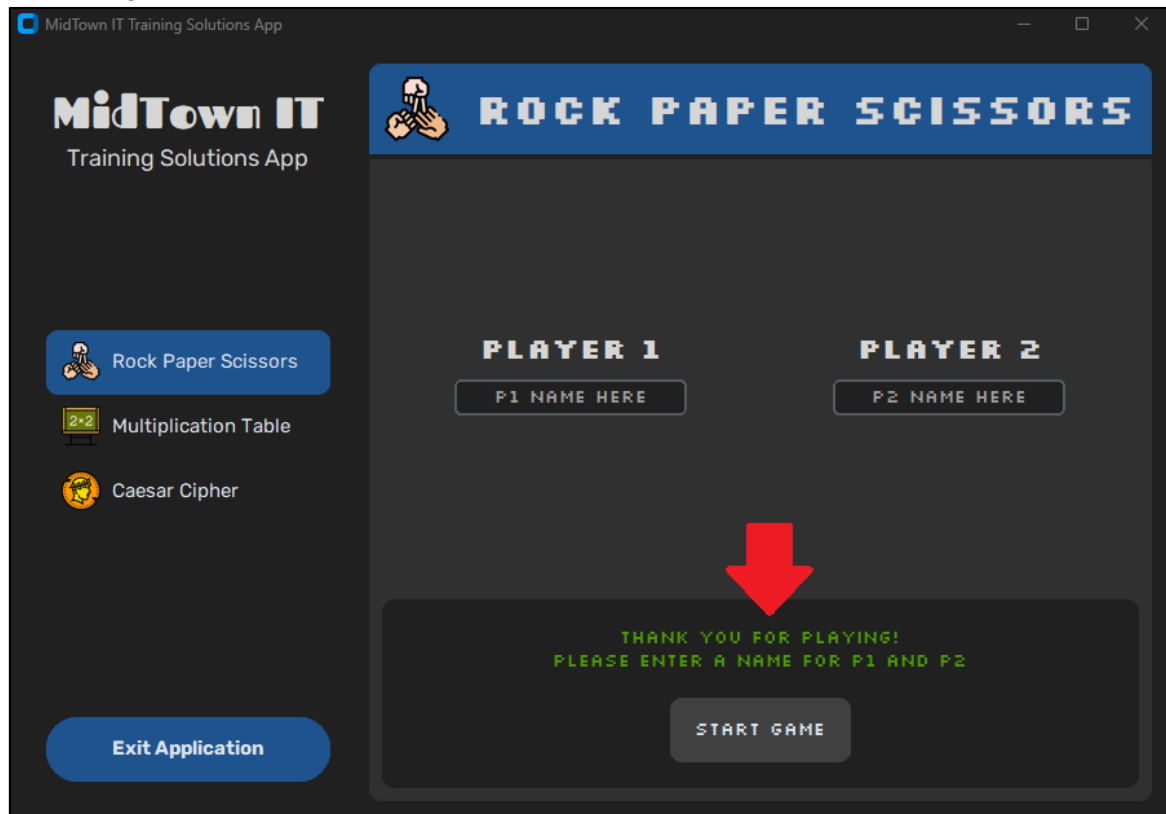 MidTown IT Training Solutions App
MidTown IT
Training Solutions App
ROCK PAPER SCISSORS
Rock Paper Scissors
2×2
Multiplication Table
Caesar Cipher
Exit Application
PLAYER 1
PLAYER 2
P1 NAME HERE
P2 NAME HERE
THANK YOU FOR PLAYING!
PLEASE ENTER A NAME FOR P1 AND P2
START GAME